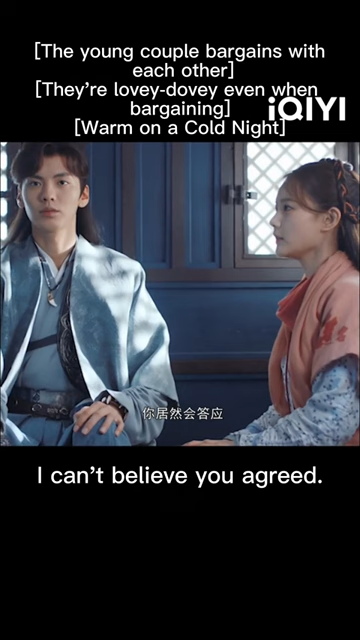 [The young couple bargains with
each other]
[They're lovey-dovey even when
bargaining]
iQIYI
[Warm on a Cold Night]
你居然会答应
I can't believe you agreed.